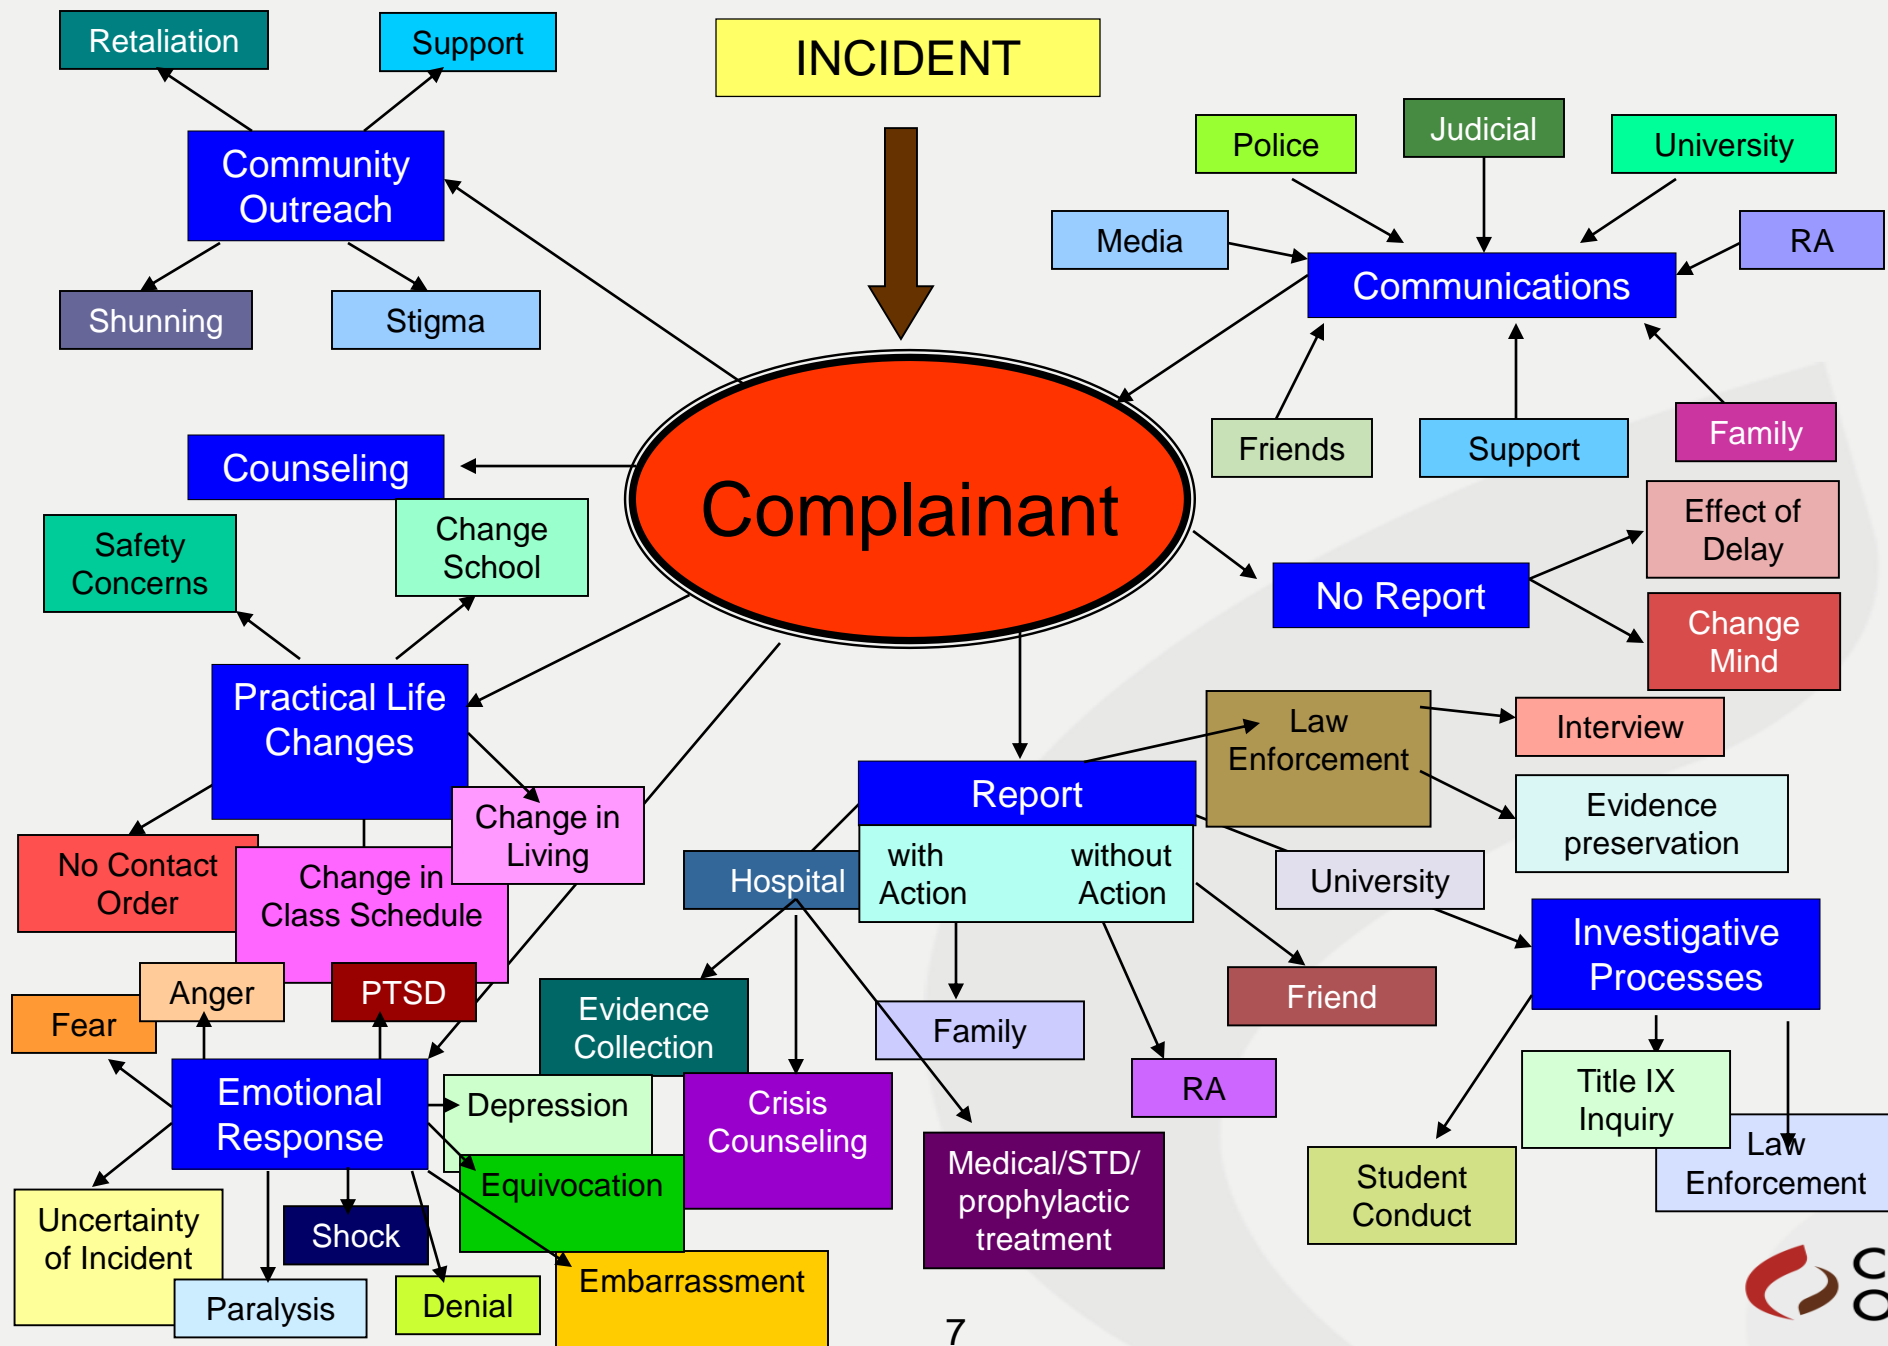 Retaliation
Support
INCIDENT
Community
Outreach
Police
Judicial
University
Media
RA
Communications
Shunning
Stigma
Friends
Support
Family
Counseling
Complainant
Change
School
Safety
Concerns
Effect of
Delay
No Report
Change
Mind
Practical Life
Changes
Law
Enforcement
Interview
Report
Change in
Living
Evidence
preservation
with
Action
without
Action
No Contact
Order
Change in
Class Schedule
Hospital
University
Investigative
Processes
Anger
PTSD
Fear
Evidence
Collection
Family
Friend
Emotional
Response
Depression
Crisis
Counseling
RA
Title IX
Inquiry
Law
Enforcement
Equivocation
Medical/STD/
prophylactic
treatment
Student
Conduct
Uncertainty
of Incident
Shock
Paralysis
Denial
Embarrassment
7
C
O